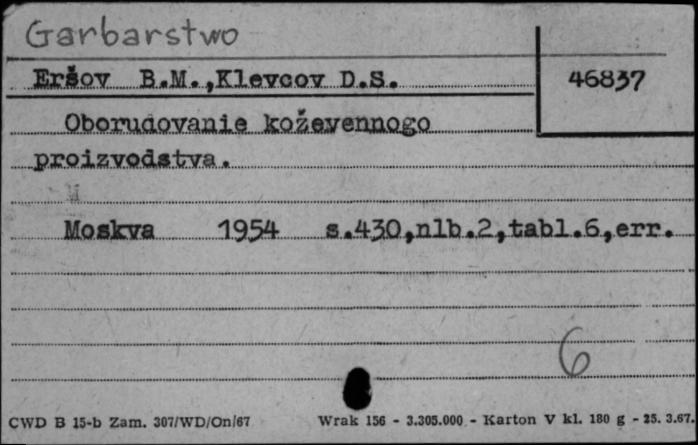 Garbarstwo
Eršov B.M.,Klevcov D.S.
46837
Oborudovanie koževennogo
proizvodstva.
Moskva 1954 s.430,nlb.2,tabl.6,err.
6
CWD B 15-b Zam. 307/WD/On/67 Wrak 156 - 3.305.000 - Karton V kl. 180 g - 25. 3.67.